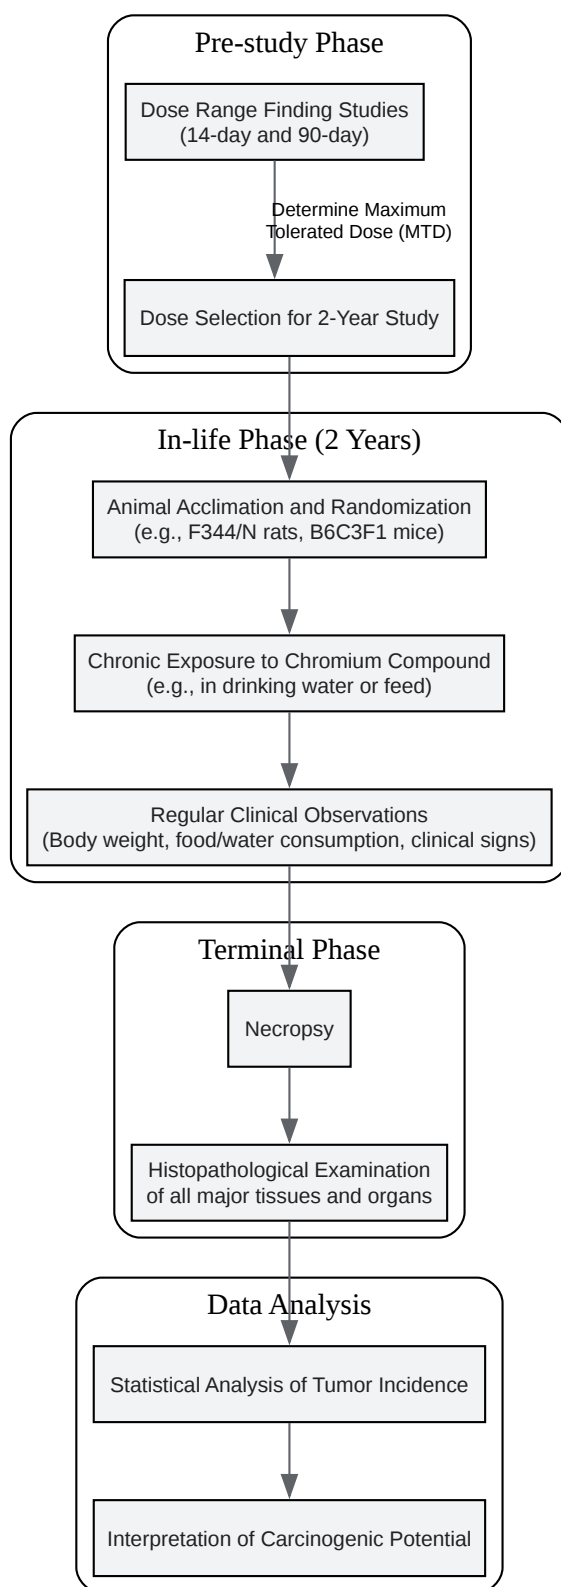 Pre-study Phase
Dose Range Finding Studies
(14-day and 90-day)
Determine Maximum
Tolerated Dose (MTD)
Dose Selection for 2-Year Study
In-life Phase (2 Years)
Animal Acclimation and Randomization
(e.g., F344/N rats, B6C3F1 mice)
Chronic Exposure to Chromium Compound
(e.g., in drinking water or feed)
Regular Clinical Observations
(Body weight, food/water consumption, clinical signs)
Terminal Phase
Necropsy
Histopathological Examination
of all major tissues and organs
Data Analysis
Statistical Analysis of Tumor Incidence
Interpretation of Carcinogenic Potential